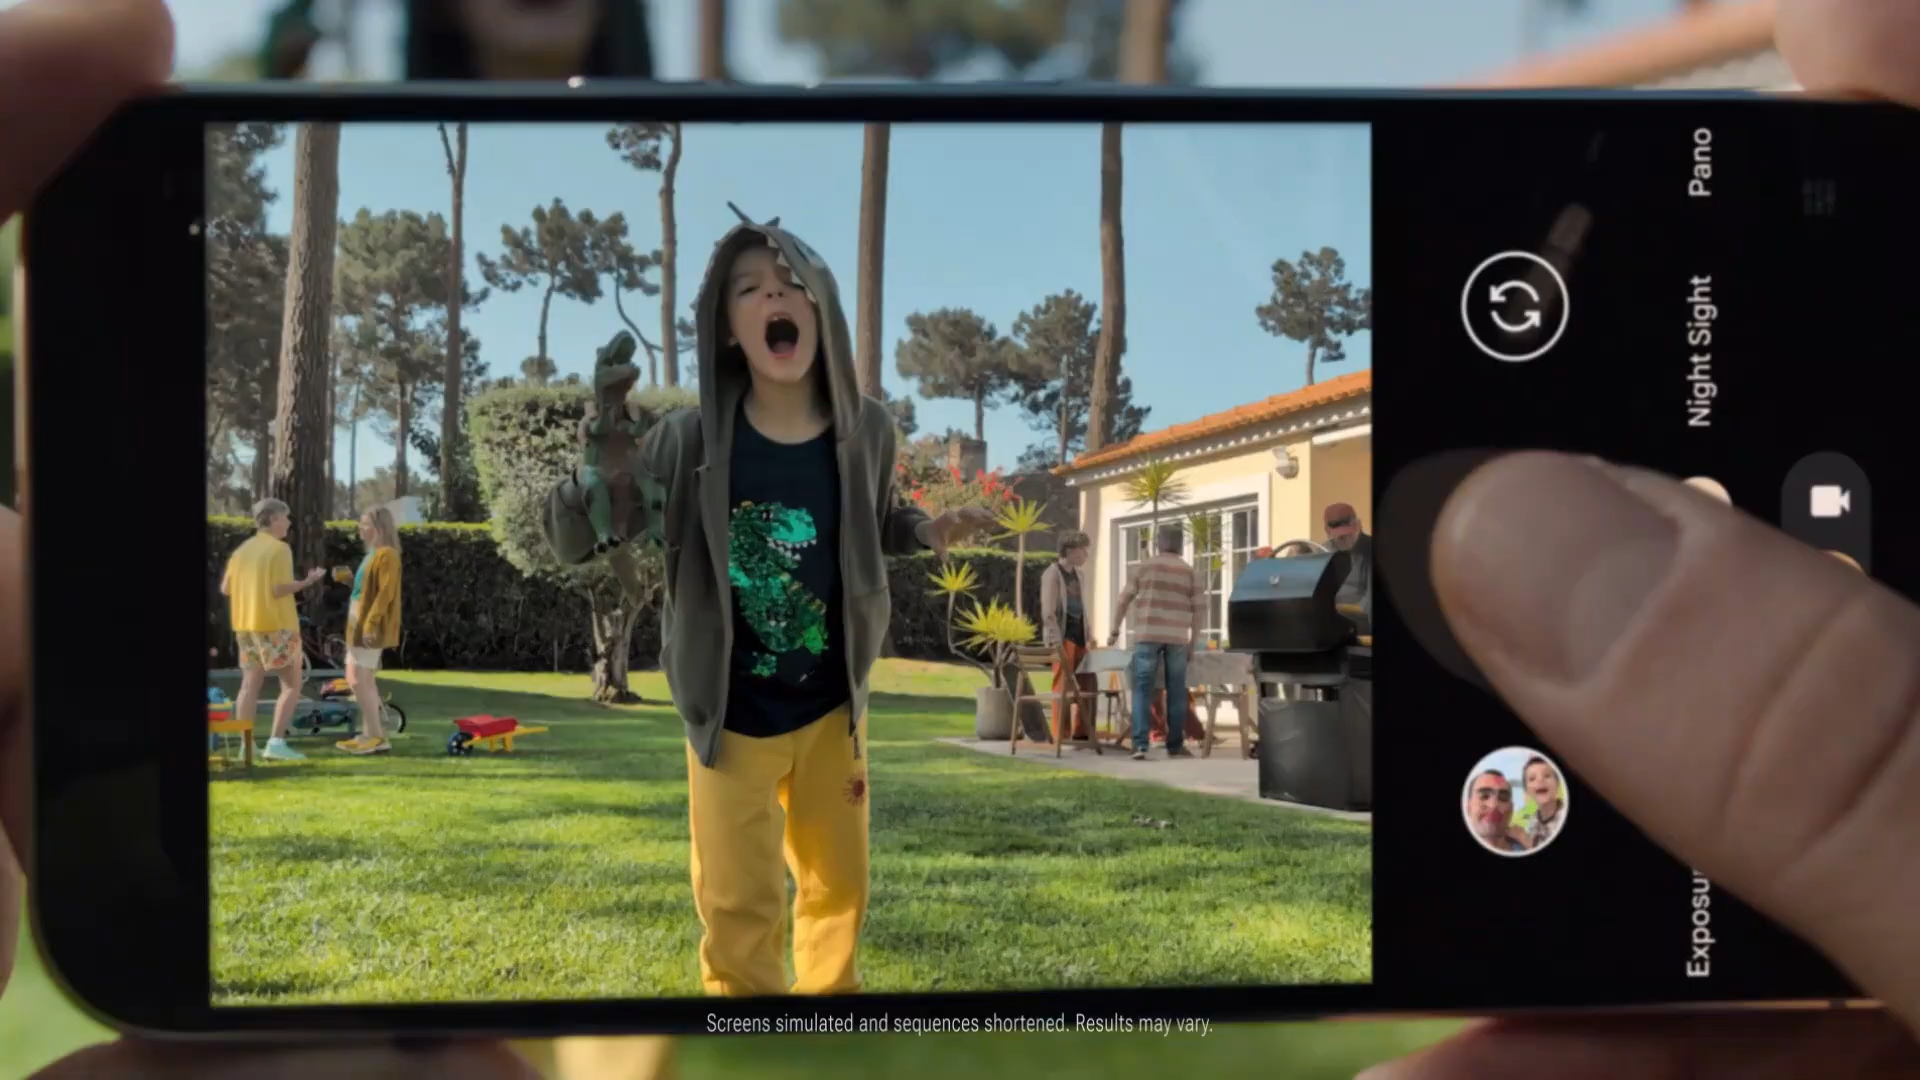 Pano
Night Sight
Exposu
Screens simulated and sequences shortened. Results may vary.